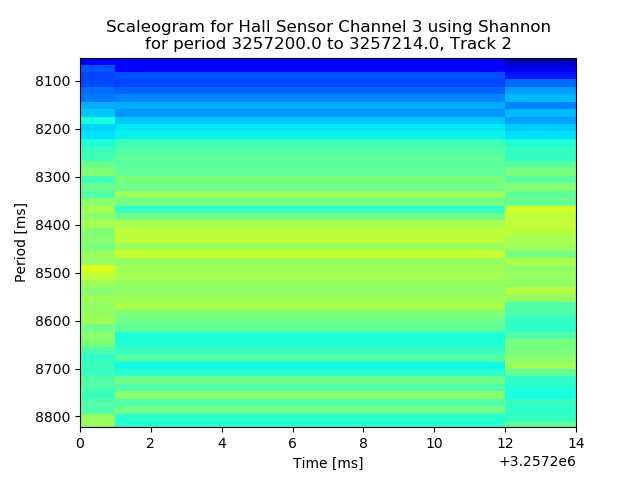 Scaleogram for Hall Sensor Channel 3 using Shannon
for period 3257200.0 to 3257214.0, Track 2
8100
8200
8300
8400
8500
8600
8700
8800
Period [ms]
0 2 4 6 8 10 12 14
Time [ms]
+3.2572e6